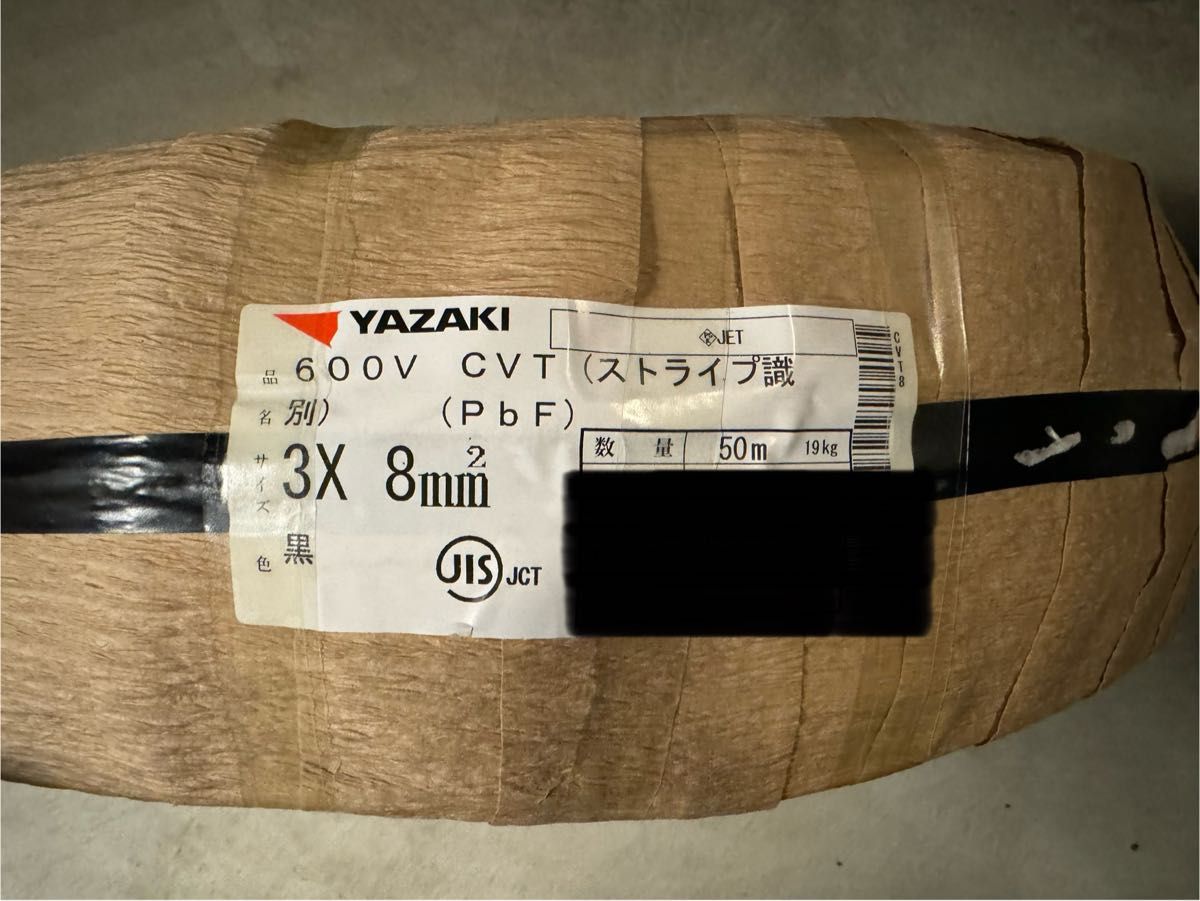 YAZAKI
PS E JET
CVT8
品名 600V CVT(ストライプ識
別) (PbF)
サイズ 3X 8mm²
数量 50m 19kg
色 黒
JIS JCT